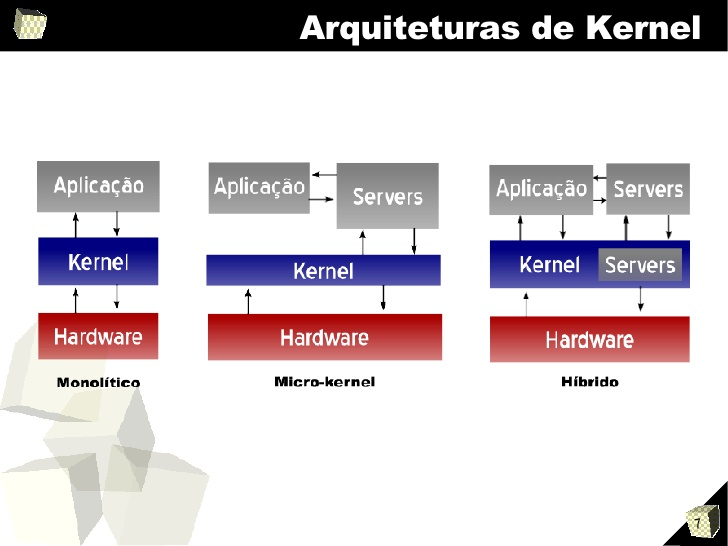 Arquiteturas de Kernel
Aplicação
Kernel
Hardware
Monolítico
Aplicação
Servers
Kernel
Hardware
Micro-kernel
Aplicação
Servers
Kernel
Servers
Hardware
Híbrido
7